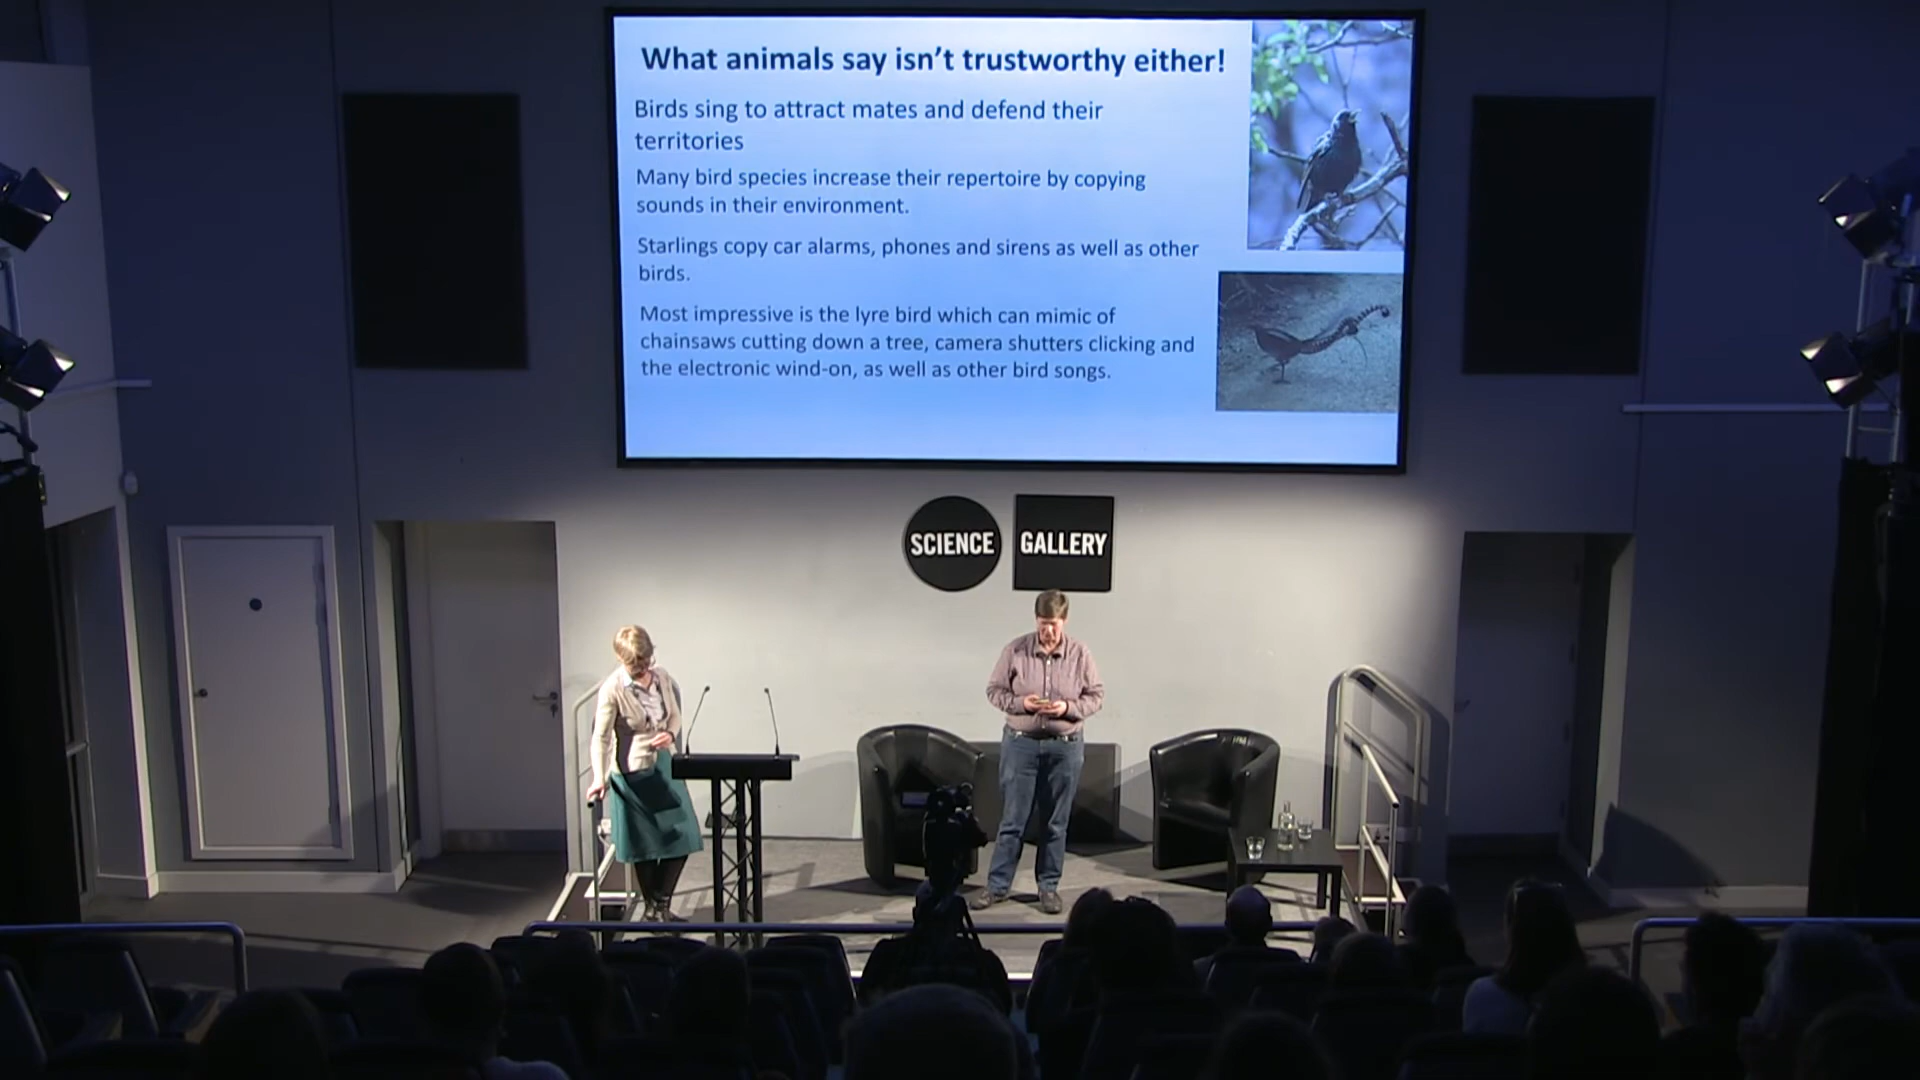 What animals say isn't trustworthy either!
Birds sing to attract mates and defend their
territories
Many bird species increase their repertoire by copying
sounds in their environment.
Starlings copy car alarms, phones and sirens as well as other
birds.
Most impressive is the lyre bird which can mimic of
chainsaws cutting down a tree, camera shutters clicking and
the electronic wind-on, as well as other bird songs.
SCIENCE GALLERY